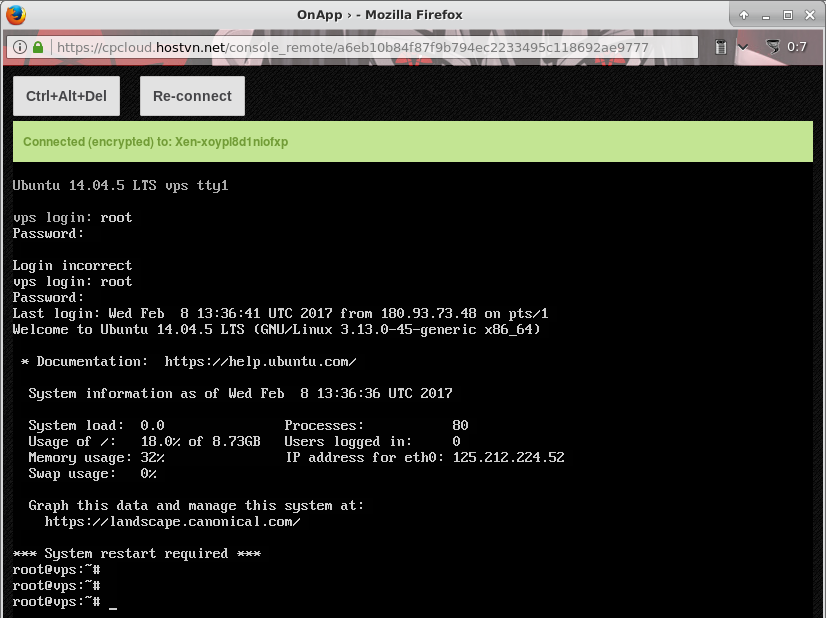 OnApp › - Mozilla Firefox
https://cpcloud.hostvn.net/console_remote/a6eb10b84f87f9b794ec2233495c118692ae9777
0:7
Ctrl+Alt+Del Re-connect
Connected (encrypted) to: Xen-xoypl8d1niofxp
Ubuntu 14.04.5 LTS vps tty1
vps login: root
Password:
Login incorrect
vps login: root
Password:
Last login: Wed Feb  8 13:36:41 UTC 2017 from 180.93.73.48 on pts/1
Welcome to Ubuntu 14.04.5 LTS (GNU/Linux 3.13.0-45-generic x86_64)
* Documentation:  https://help.ubuntu.com/
System information as of Wed Feb  8 13:36:36 UTC 2017
System load:  0.0               Processes:           80
Usage of /:   18.0% of 8.73GB   Users logged in:     0
Memory usage: 32%               IP address for eth0: 125.212.224.52
Swap usage:   0%
Graph this data and manage this system at:
https://landscape.canonical.com/
*** System restart required ***
root@vps:~#
root@vps:~#
root@vps:~# _